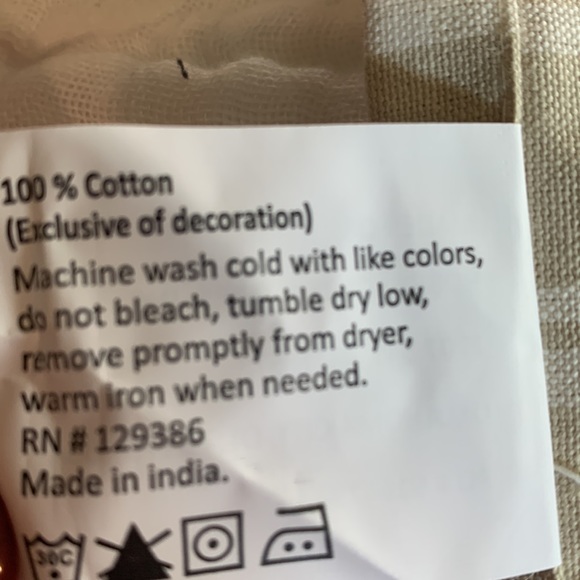 100 % Cotton
(Exclusive of decoration)
Machine wash cold with like colors,
do not bleach, tumble dry low,
remove promptly from dryer,
warm iron when needed.
RN # 129386
Made in india.
30C